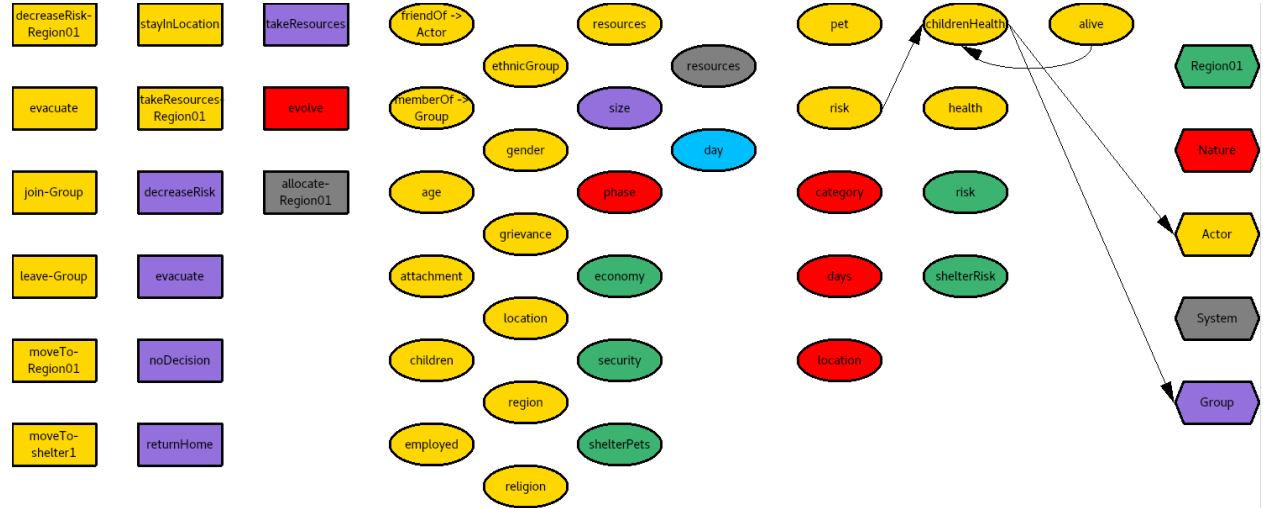 decreaseRisk-
Region01
stayInLocation
takeResources
friendOf ->
Actor
resources
pet
childrenHealth
alive
ethnicGroup
resources
Region01
evacuate
takeResources-
Region01
evolve
memberOf ->
Group
size
risk
health
gender
day
Nature
join-Group
decreaseRisk
allocate-
Region01
age
phase
category
risk
grievance
Actor
leave-Group
evacuate
attachment
economy
days
shelterRisk
location
System
moveTo-
Region01
noDecision
children
security
location
region
Group
moveTo-
shelter1
returnHome
employed
shelterPets
religion